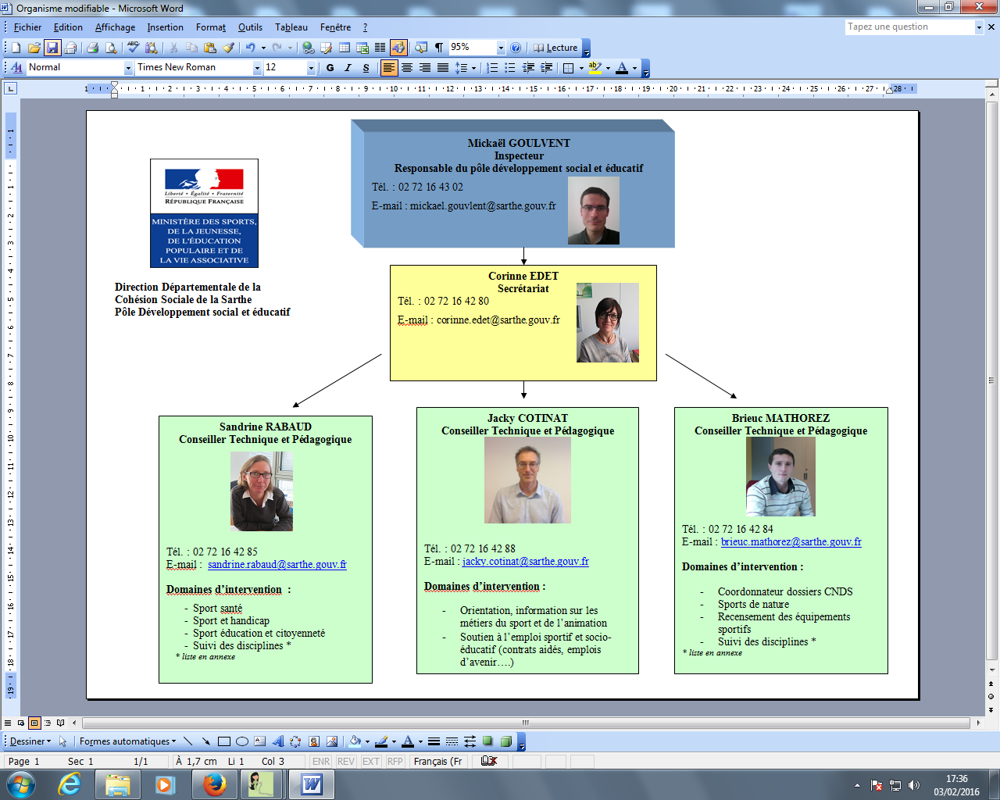 Organisme modifiable - Microsoft Word
Fichier Edition Affichage Insertion Format Outils Tableau Fenêtre ?
Tapez une question
95% Lecture
Normal Times New Roman 12 G I S
Mickaël GOULVENT
Inspecteur
Responsable du pôle développement social et éducatif
Tél. : 02 72 16 43 02
E-mail : mickael.gouvlent@sarthe.gouv.fr
Liberté • Égalité • Fraternité
RÉPUBLIQUE FRANÇAISE
MINISTÈRE DES SPORTS,
DE LA JEUNESSE,
DE L'ÉDUCATION
POPULAIRE ET DE
LA VIE ASSOCIATIVE
Direction Départementale de la
Cohésion Sociale de la Sarthe
Pôle Développement social et éducatif
Corinne EDET
Secrétariat
Tél. : 02 72 16 42 80
E-mail : corinne.edet@sarthe.gouv.fr
Sandrine RABAUD
Conseiller Technique et Pédagogique
Tél. : 02 72 16 42 85
E-mail : sandrine.rabaud@sarthe.gouv.fr
Domaines d'intervention :
- Sport santé
- Sport et handicap
- Sport éducation et citoyenneté
- Suivi des disciplines *
* liste en annexe
Jacky COTINAT
Conseiller Technique et Pédagogique
Tél. : 02 72 16 42 88
E-mail : jacky.cotinat@sarthe.gouv.fr
Domaines d'intervention :
- Orientation, information sur les
métiers du sport et de l'animation
- Soutien à l'emploi sportif et socio-
éducatif (contrats aidés, emplois
d'avenir….)
Brieuc MATHOREZ
Conseiller Technique et Pédagogique
Tél. : 02 72 16 42 84
E-mail : brieuc.mathorez@sarthe.gouv.fr
Domaines d'intervention :
- Coordonnateur dossiers CNDS
- Sports de nature
- Recensement des équipements
sportifs
- Suivi des disciplines *
* liste en annexe
Dessiner Formes automatiques
Page 1 Sec 1 1/1 À 1,7 cm Li 1 Col 3 ENR REV EXT RFP Français (Fr
17:36
03/02/2016